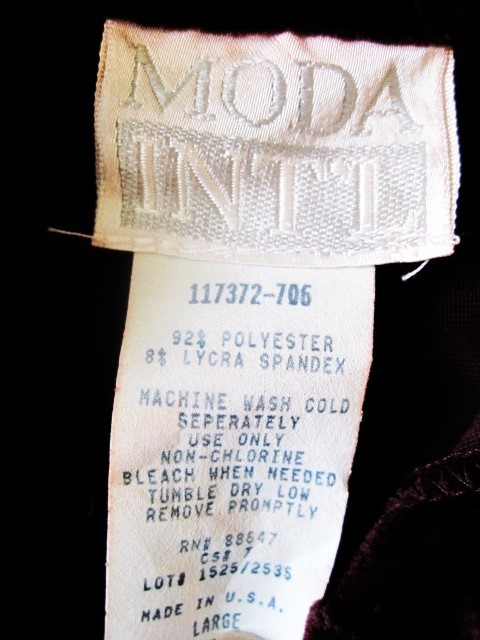 MODA
INT'L
117372-706
92% POLYESTER
8% LYCRA SPANDEX
MACHINE WASH COLD
SEPERATELY
USE ONLY
NON-CHLORINE
BLEACH WHEN NEEDED
TUMBLE DRY LOW
REMOVE PROMPTLY
RN# 88647
CS# 7
LOT# 1525/2535
MADE IN U.S.A.
LARGE